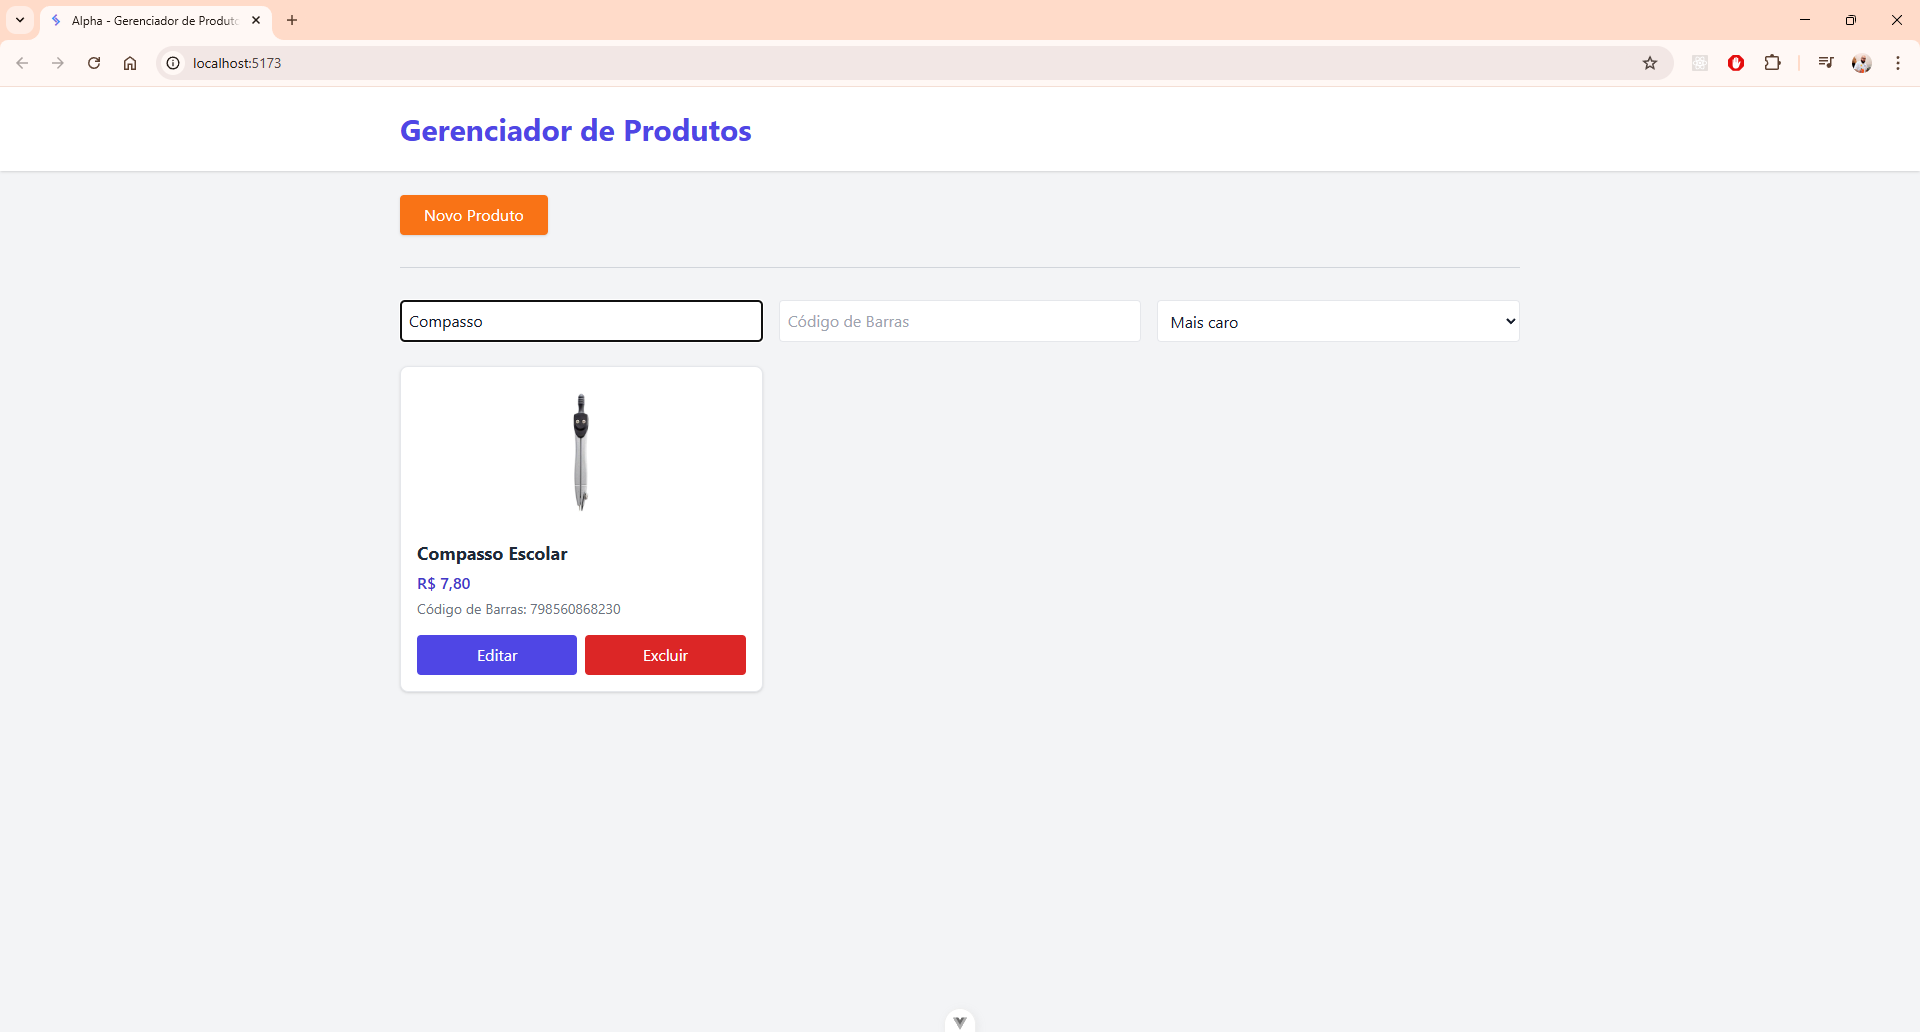 Alpha - Gerenciador de Produto
localhost:5173
Gerenciador de Produtos
Novo Produto
Compasso
Código de Barras
Mais caro
Compasso Escolar
R$ 7,80
Código de Barras: 798560868230
Editar
Excluir